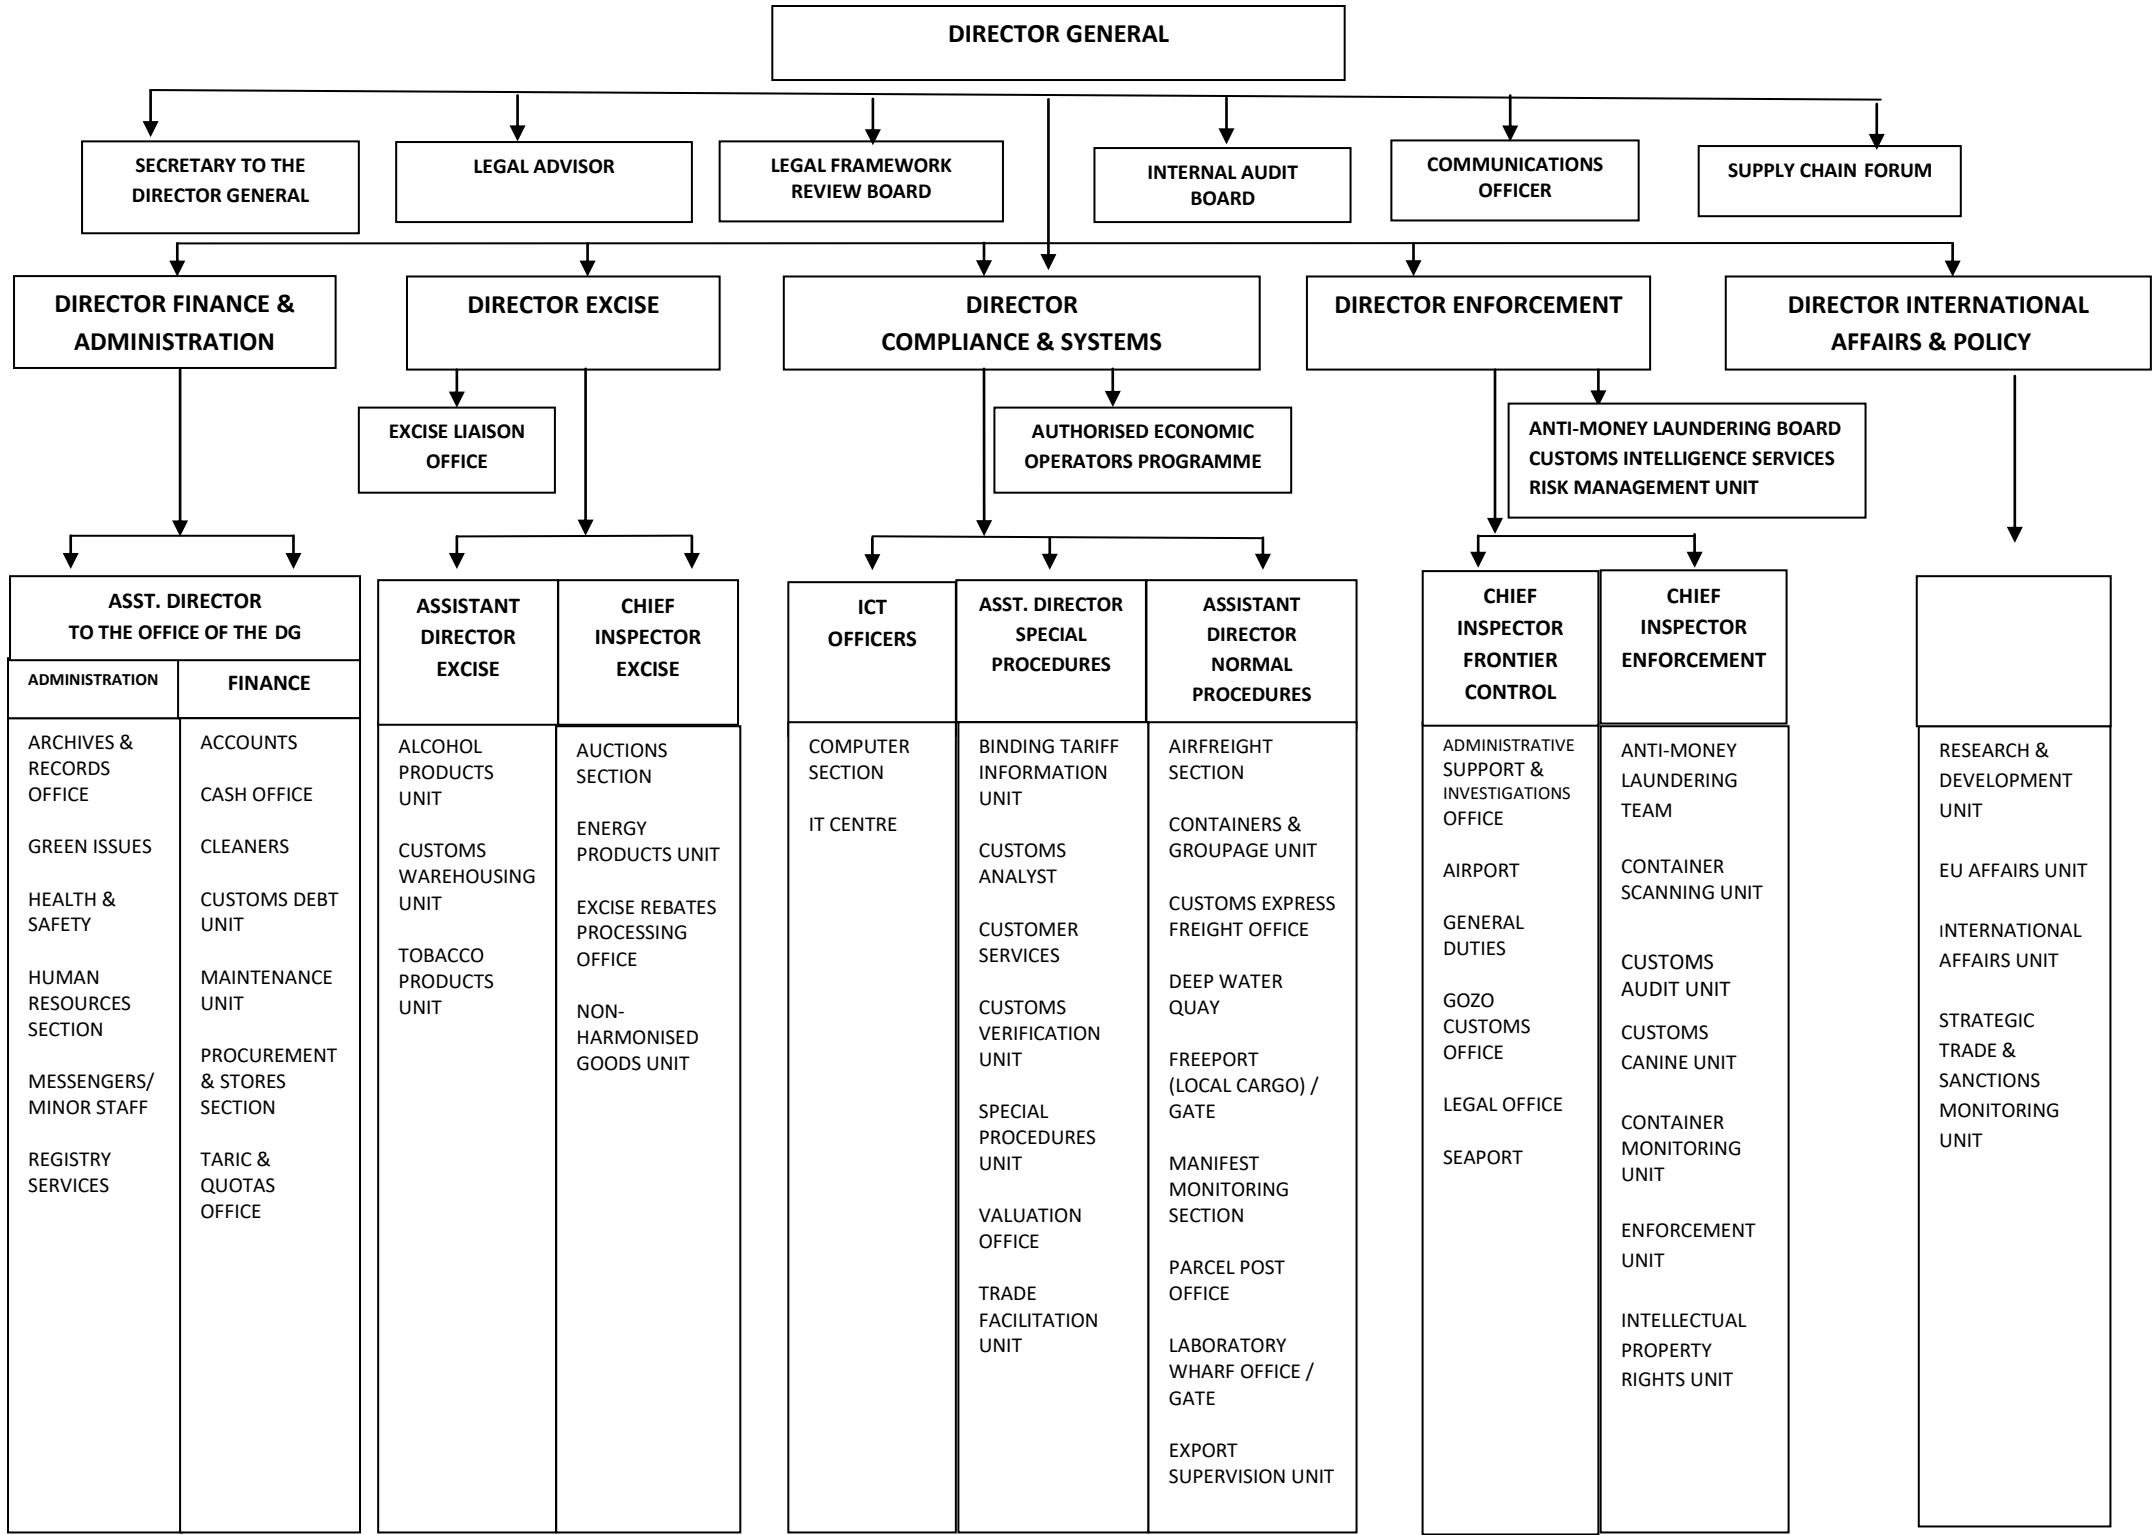 DIRECTOR GENERAL
SECRETARY TO THE
DIRECTOR GENERAL
LEGAL ADVISOR
LEGAL FRAMEWORK
REVIEW BOARD
INTERNAL AUDIT
BOARD
COMMUNICATIONS
OFFICER
SUPPLY CHAIN FORUM
DIRECTOR FINANCE &
ADMINISTRATION
DIRECTOR EXCISE
DIRECTOR
COMPLIANCE & SYSTEMS
DIRECTOR ENFORCEMENT
DIRECTOR INTERNATIONAL
AFFAIRS & POLICY
EXCISE LIAISON
OFFICE
AUTHORISED ECONOMIC
OPERATORS PROGRAMME
ANTI-MONEY LAUNDERING BOARD
CUSTOMS INTELLIGENCE SERVICES
RISK MANAGEMENT UNIT
ASST. DIRECTOR
TO THE OFFICE OF THE DG
ADMINISTRATION
ARCHIVES &
RECORDS
OFFICE
GREEN ISSUES
HEALTH &
SAFETY
HUMAN
RESOURCES
SECTION
MESSENGERS/
MINOR STAFF
REGISTRY
SERVICES
FINANCE
ACCOUNTS
CASH OFFICE
CLEANERS
CUSTOMS DEBT
UNIT
MAINTENANCE
UNIT
PROCUREMENT
& STORES
SECTION
TARIC &
QUOTAS
OFFICE
ASSISTANT
DIRECTOR
EXCISE
ALCOHOL
PRODUCTS
UNIT
CUSTOMS
WAREHOUSING
UNIT
TOBACCO
PRODUCTS
UNIT
CHIEF
INSPECTOR
EXCISE
AUCTIONS
SECTION
ENERGY
PRODUCTS UNIT
EXCISE REBATES
PROCESSING
OFFICE
NON-
HARMONISED
GOODS UNIT
ICT
OFFICERS
COMPUTER
SECTION
IT CENTRE
ASST. DIRECTOR
SPECIAL
PROCEDURES
BINDING TARIFF
INFORMATION
UNIT
CUSTOMS
ANALYST
CUSTOMER
SERVICES
CUSTOMS
VERIFICATION
UNIT
SPECIAL
PROCEDURES
UNIT
VALUATION
OFFICE
TRADE
FACILITATION
UNIT
ASSISTANT
DIRECTOR
NORMAL
PROCEDURES
AIRFREIGHT
SECTION
CONTAINERS &
GROUPAGE UNIT
CUSTOMS EXPRESS
FREIGHT OFFICE
DEEP WATER
QUAY
FREEPORT
(LOCAL CARGO) /
GATE
MANIFEST
MONITORING
SECTION
PARCEL POST
OFFICE
LABORATORY
WHARF OFFICE /
GATE
EXPORT
SUPERVISION UNIT
CHIEF
INSPECTOR
FRONTIER
CONTROL
ADMINISTRATIVE
SUPPORT &
INVESTIGATIONS
OFFICE
AIRPORT
GENERAL
DUTIES
GOZO
CUSTOMS
OFFICE
LEGAL OFFICE
SEAPORT
CHIEF
INSPECTOR
ENFORCEMENT
ANTI-MONEY
LAUNDERING
TEAM
CONTAINER
SCANNING UNIT
CUSTOMS
AUDIT UNIT
CUSTOMS
CANINE UNIT
CONTAINER
MONITORING
UNIT
ENFORCEMENT
UNIT
INTELLECTUAL
PROPERTY
RIGHTS UNIT
RESEARCH &
DEVELOPMENT
UNIT
EU AFFAIRS UNIT
INTERNATIONAL
AFFAIRS UNIT
STRATEGIC
TRADE &
SANCTIONS
MONITORING
UNIT